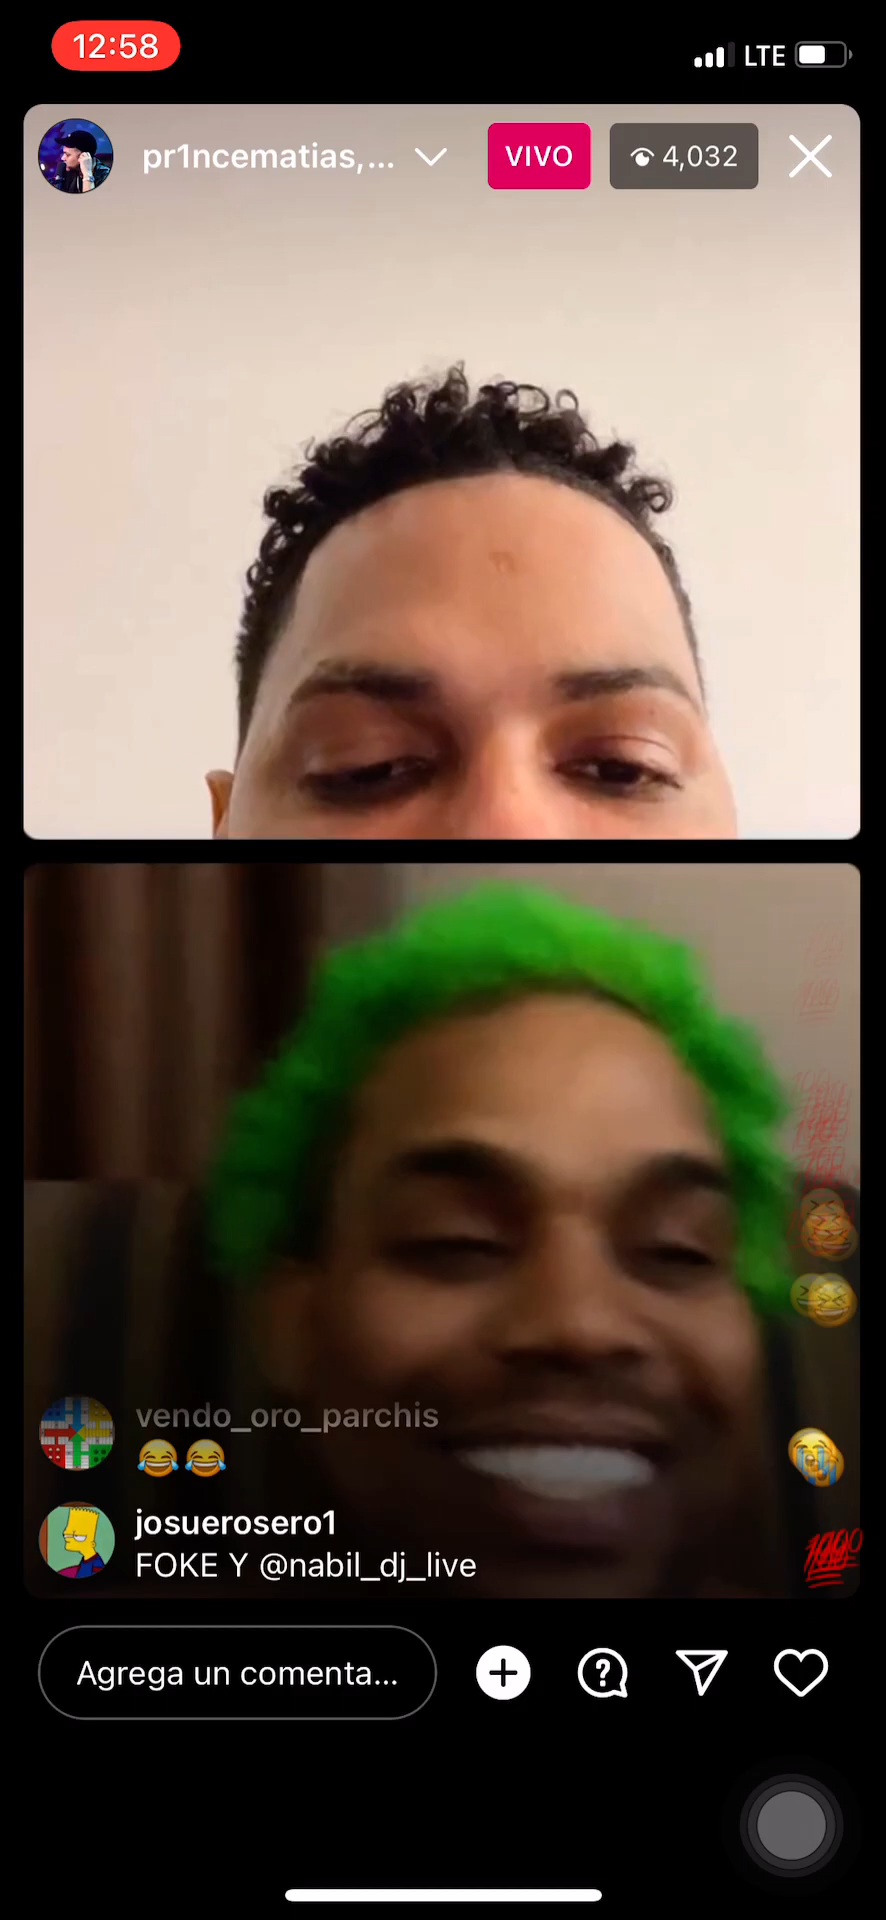 12:58
LTE
pr1ncematias,...
VIVO
4,032
vendo_oro_parchis
josuerosero1
FOKE Y @nabil_dj_live
Agrega un comenta...